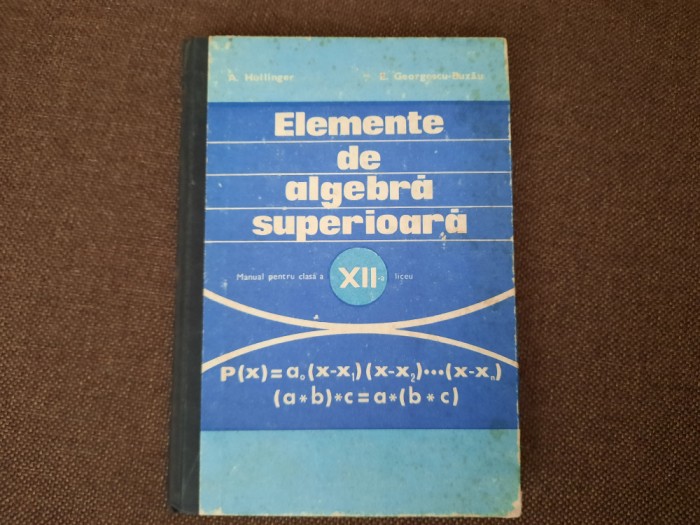 A. Hollinger E. Georgescu-Buzău
Elemente
de
algebră
superioară
Manual pentru clasa a XII-a liceu
P(x)=a₀(x-x₁)(x-x₂)•••(x-xₙ)
(a*b)*c=a*(b*c)